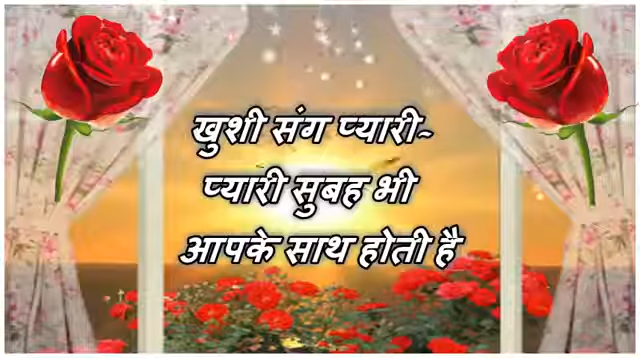 खुशी संग प्यारी~
प्यारी सुबह भी
आपके साथ होती है